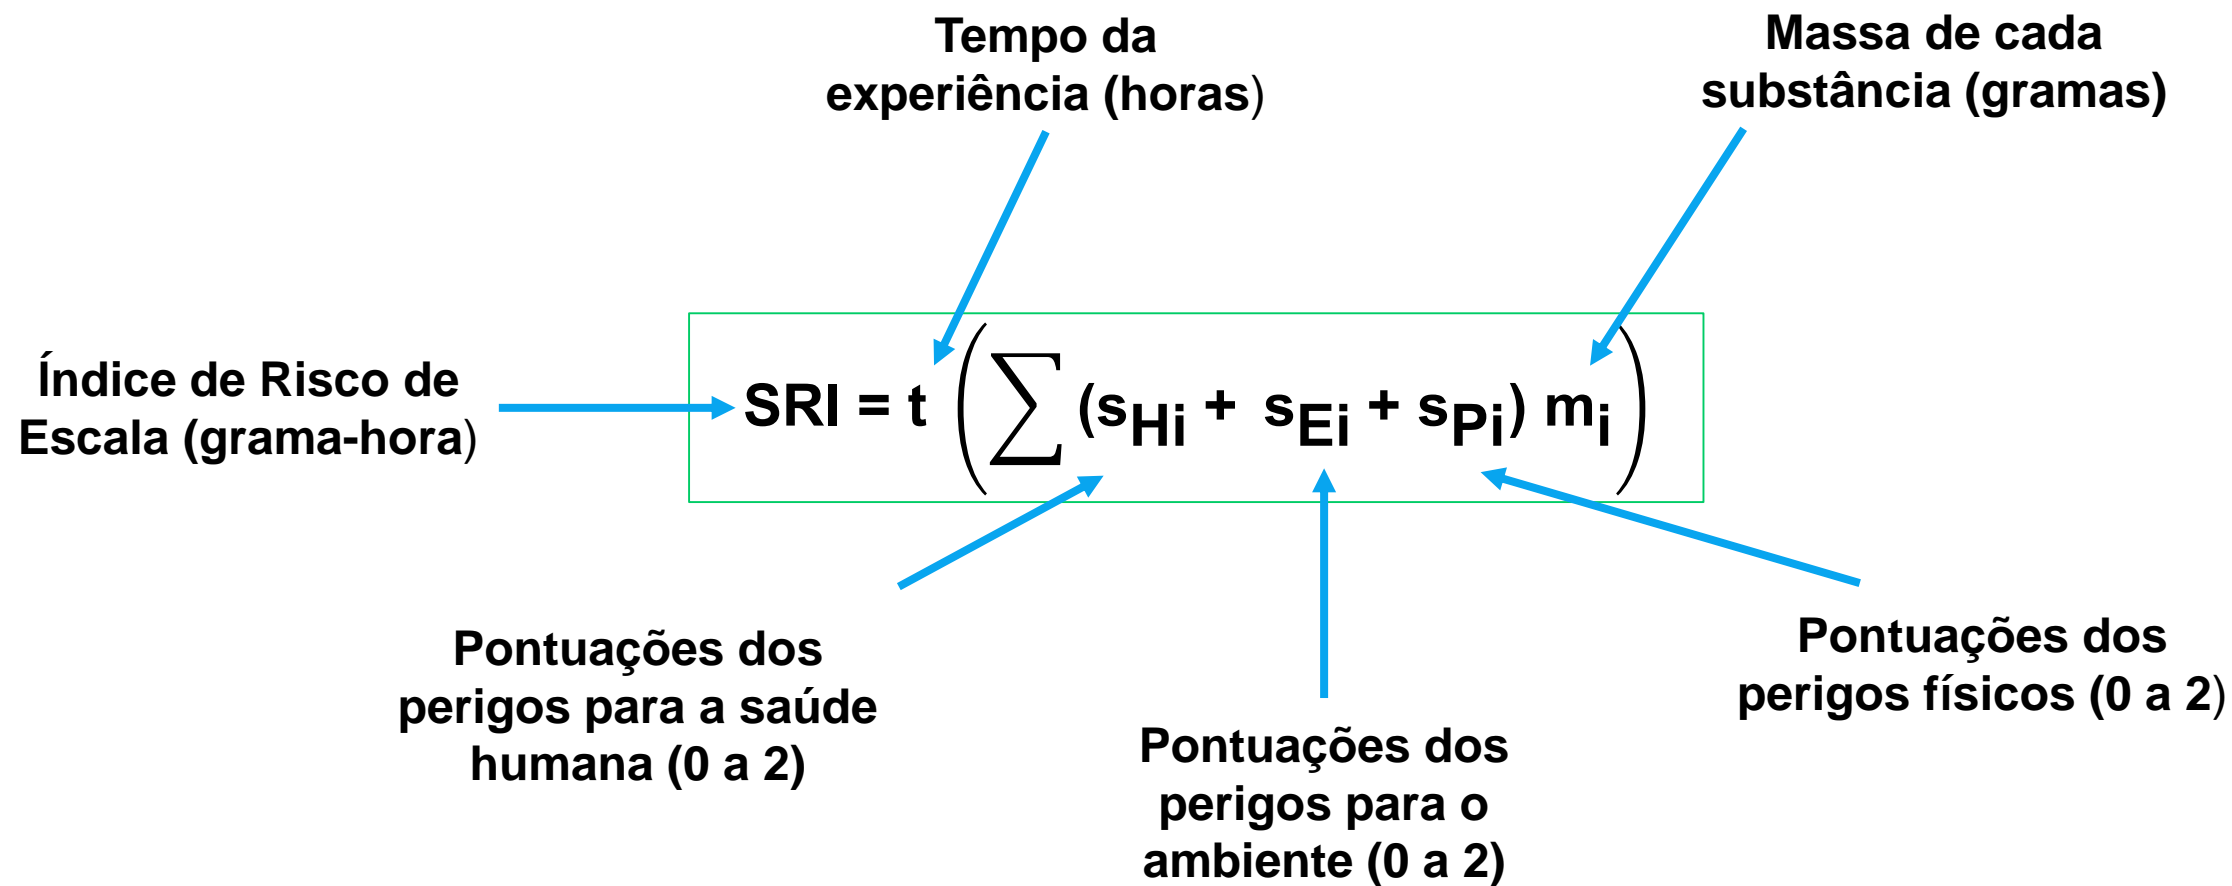 Tempo da
experiência (horas)
Massa de cada
substância (gramas)
Índice de Risco de
Escala (grama-hora)
SRI = t (∑ (sHi + sEi + sPi) mi)
Pontuações dos
perigos para a saúde
humana (0 a 2)
Pontuações dos
perigos para o
ambiente (0 a 2)
Pontuações dos
perigos físicos (0 a 2)